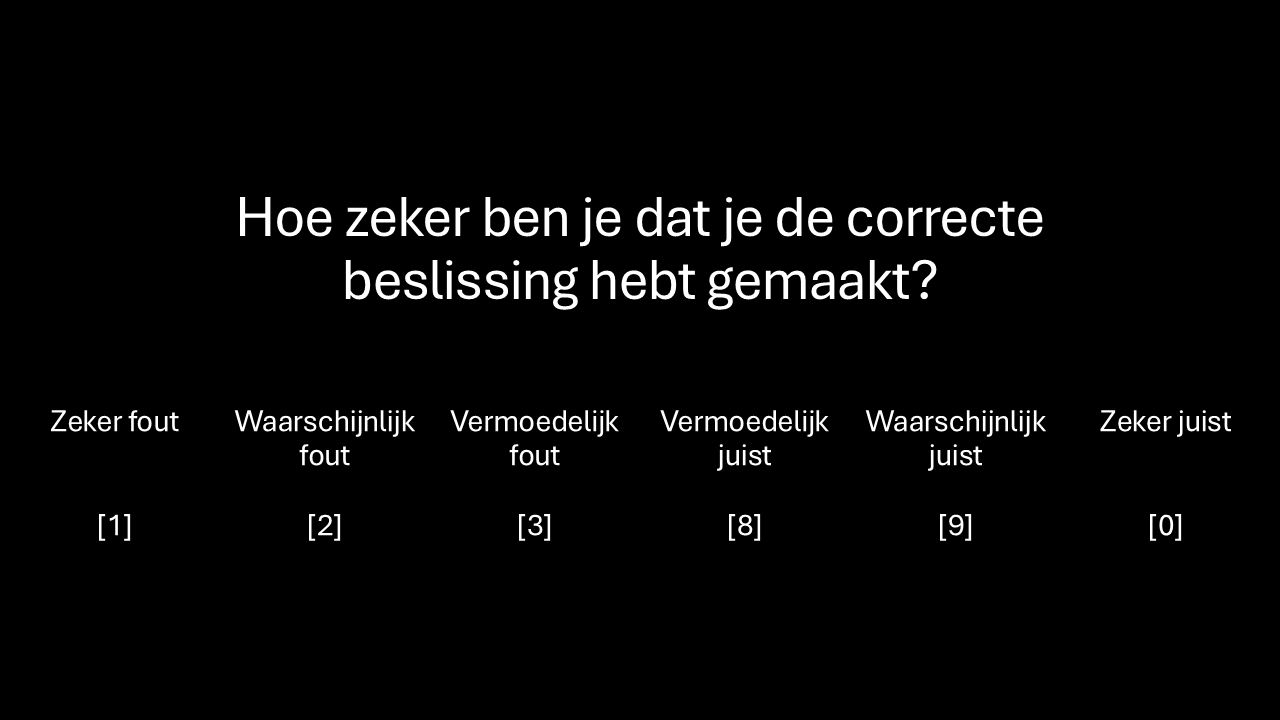 Hoe zeker ben je dat je de correcte
beslissing hebt gemaakt?
Zeker fout Waarschijnlijk Vermoedelijk Vermoedelijk Waarschijnlijk Zeker juist
fout fout juist juist
[1] [2] [3] [8] [9] [0]